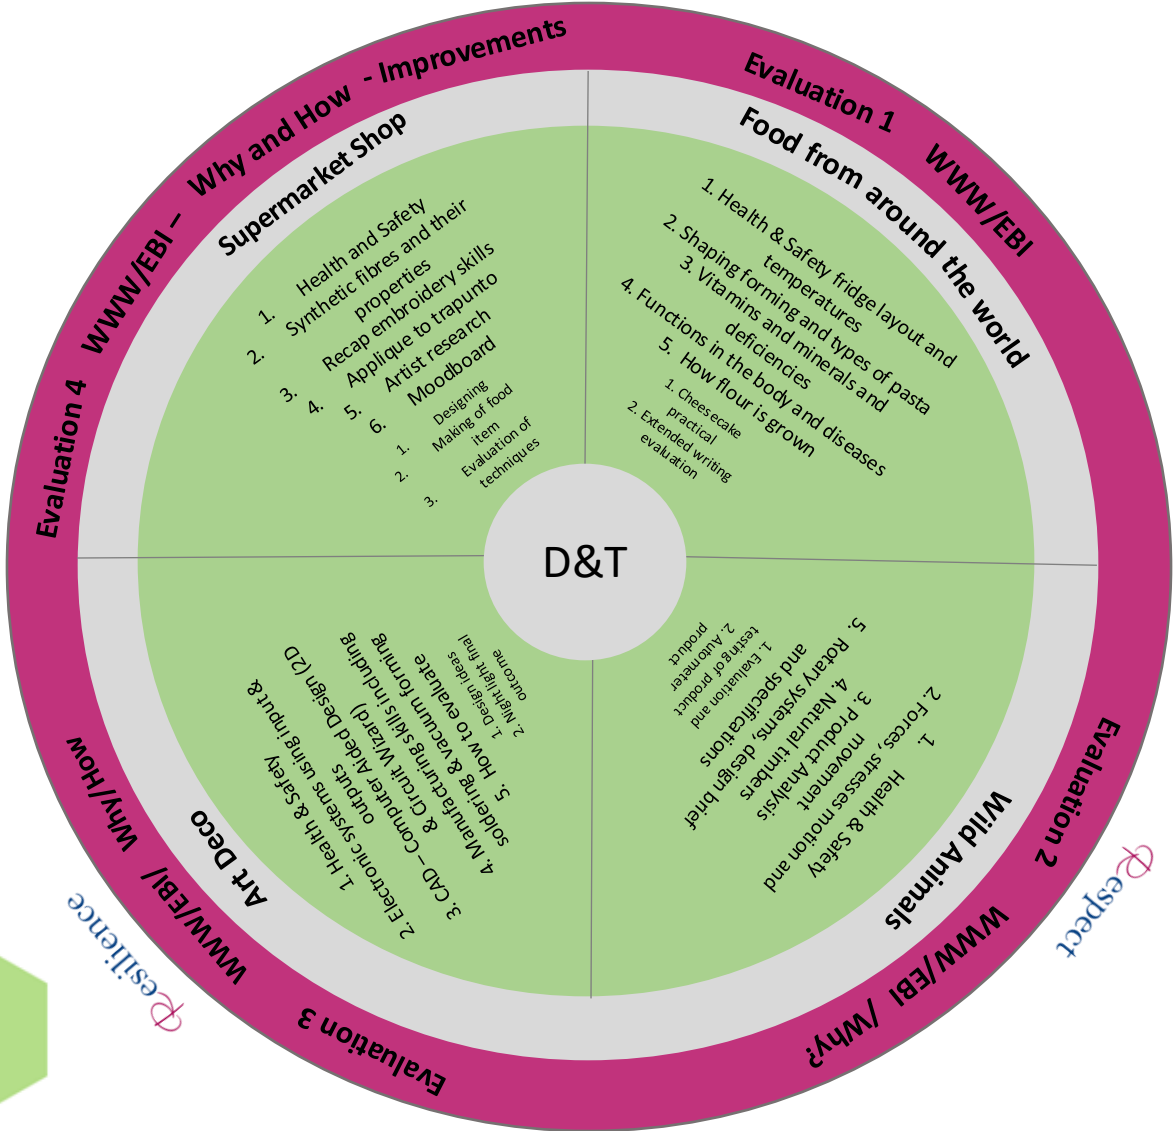 D&T
Evaluation 1 WWW/EBI
Food from around the world
1. Health & Safety fridge layout and
temperatures
2. Shaping forming and types of pasta
3. Vitamins and minerals and
deficiencies
4. Functions in the body and diseases
5. How flour is grown
1. Cheesecake
practical
2. Extended writing
evaluation
Evaluation 2 WWW/EBI /Why?
Wild Animals
1. Health & Safety
2. Forces, stresses motion and
movement
3. Product Analysis
4. Natural timbers
5. Rotary systems, design brief
and specifications
1. Evaluation and
testing of product
2. Autometer
product
Evaluation 3 WWW/EBI/ Why/How
Art Deco
1. Health & Safety
2. Electronic systems using input &
outputs
3. CAD – Computer Aided Design (2D
& Circuit Wizard)
4. Manufacturing skills including
soldering & vacuum forming
5. How to evaluate
1. Design ideas
2. Night light final
outcome
Evaluation 4 WWW/EBI – Why and How - Improvements
Supermarket Shop
1. Health and Safety
2. Synthetic fibres and their
properties
3. Recap embroidery skills
4. Applique to trapunto
5. Artist research
6. Moodboard
1. Designing
2. Making of food
item
3. Evaluation of
techniques
Respect
Resilience